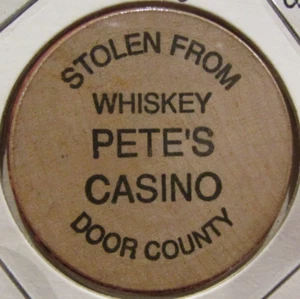 STOLEN FROM
WHISKEY
PETE'S
CASINO
DOOR COUNTY